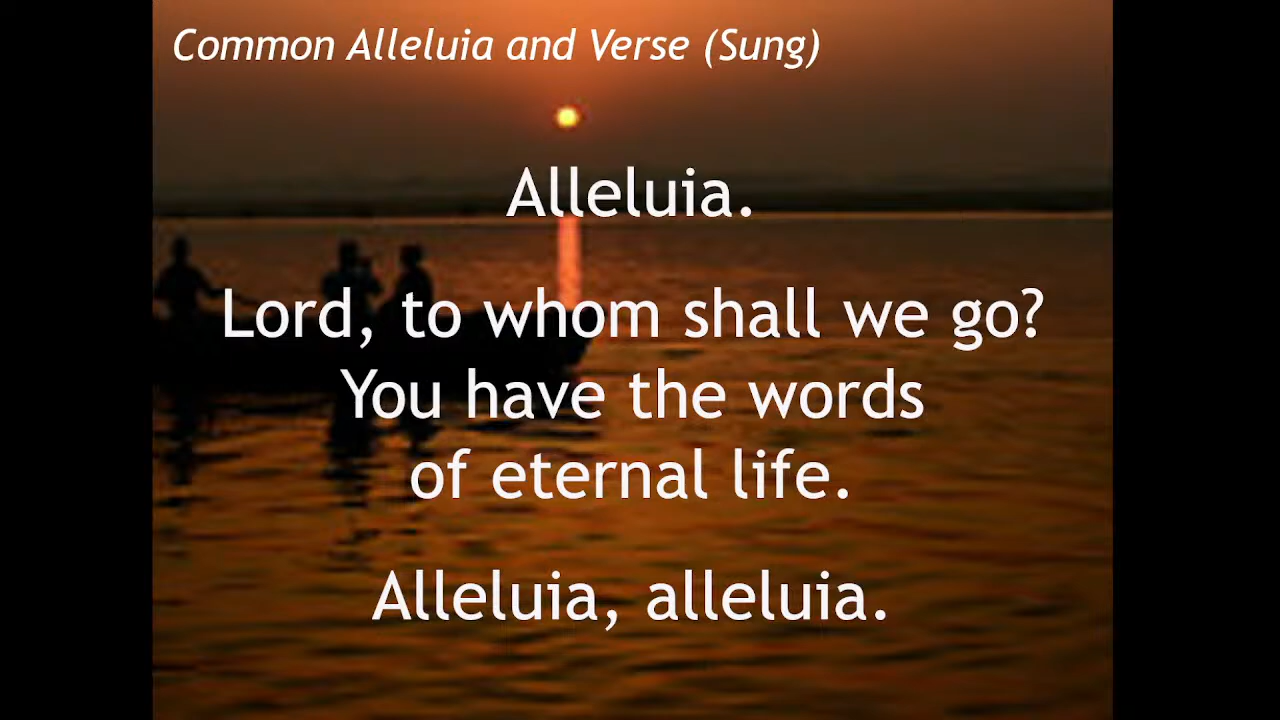 Common Alleluia and Verse (Sung)
Alleluia.
Lord, to whom shall we go?
You have the words
of eternal life.
Alleluia, alleluia.